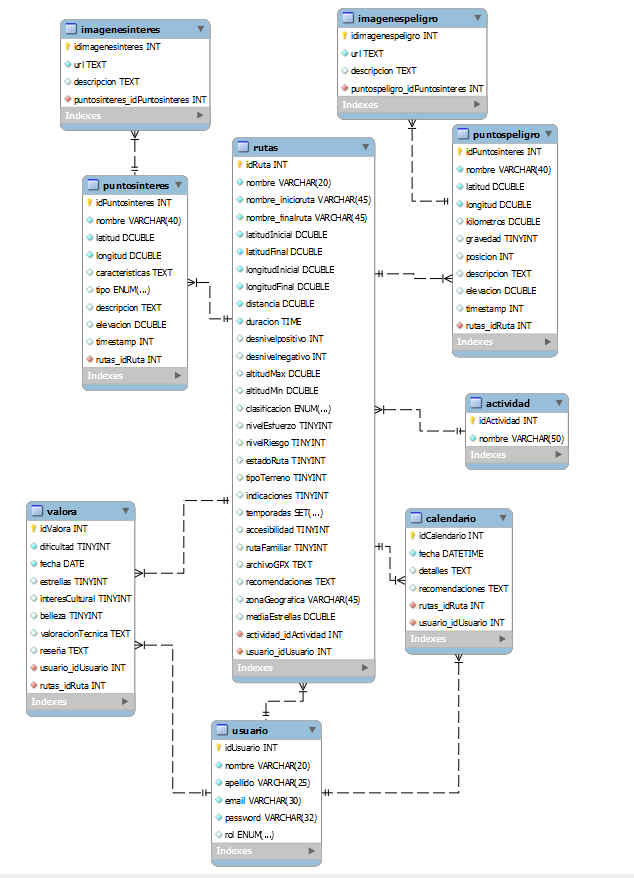 imagenesinteres
idimagenesinteres INT
url TEXT
descripcion TEXT
puntosinteres_idPuntosinteres INT
Indexes
imagenespeligro
idimagenespeligro INT
url TEXT
descripcion TEXT
puntospeligro_idPuntosinteres INT
Indexes
puntosinteres
idPuntosinteres INT
nombre VARCHAR(40)
latitud DOUBLE
longitud DOUBLE
caracteristicas TEXT
tipo ENUM(...)
descripcion TEXT
elevacion DOUBLE
timestamp INT
rutas_idRuta INT
Indexes
rutas
idRuta INT
nombre VARCHAR(20)
nombre_inicioruta VARCHAR(45)
nombre_finalruta VARCHAR(45)
latitudInicial DOUBLE
latitudFinal DOUBLE
longitudInicial DOUBLE
longitudFinal DOUBLE
distancia DOUBLE
duracion TIME
desnivelpositivo INT
desnivelnegativo INT
altitudMax DOUBLE
altitudMin DOUBLE
clasificacion ENUM(...)
nivelEsfuerzo TINYINT
nivelRiesgo TINYINT
estadoRuta TINYINT
tipoTerreno TINYINT
indicaciones TINYINT
temporadas SET(...)
accesibilidad TINYINT
rutaFamiliar TINYINT
archivoGPX TEXT
recomendaciones TEXT
zonaGeografica VARCHAR(45)
mediaEstrellas DOUBLE
actividad_idActividad INT
usuario_idUsuario INT
Indexes
puntospeligro
idPuntosinteres INT
nombre VARCHAR(40)
latitud DOUBLE
longitud DOUBLE
kilometros DOUBLE
gravedad TINYINT
posicion INT
descripcion TEXT
elevacion DOUBLE
timestamp INT
rutas_idRuta INT
Indexes
actividad
idActividad INT
nombre VARCHAR(50)
Indexes
valora
idValora INT
dificultad TINYINT
fecha DATE
estrellas TINYINT
interesCultural TINYINT
belleza TINYINT
valoracionTecnica TEXT
reseña TEXT
usuario_idUsuario INT
rutas_idRuta INT
Indexes
calendario
idCalendario INT
fecha DATETIME
detalles TEXT
recomendaciones TEXT
rutas_idRuta INT
usuario_idUsuario INT
Indexes
usuario
idUsuario INT
nombre VARCHAR(20)
apellido VARCHAR(25)
email VARCHAR(30)
password VARCHAR(32)
rol ENUM(...)
Indexes